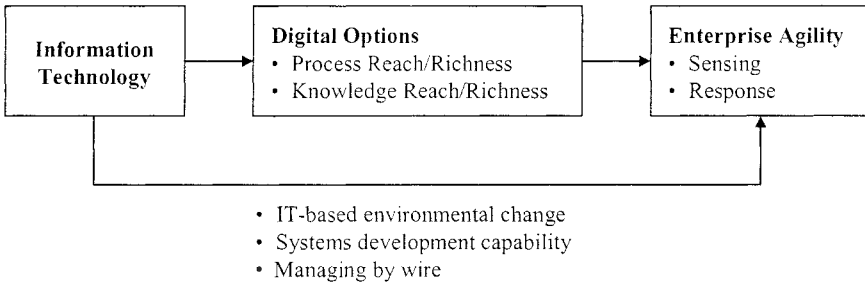 Information
Technology
Digital Options
• Process Reach/Richness
• Knowledge Reach/Richness
Enterprise Agility
• Sensing
• Response
• IT-based environmental change
• Systems development capability
• Managing by wire